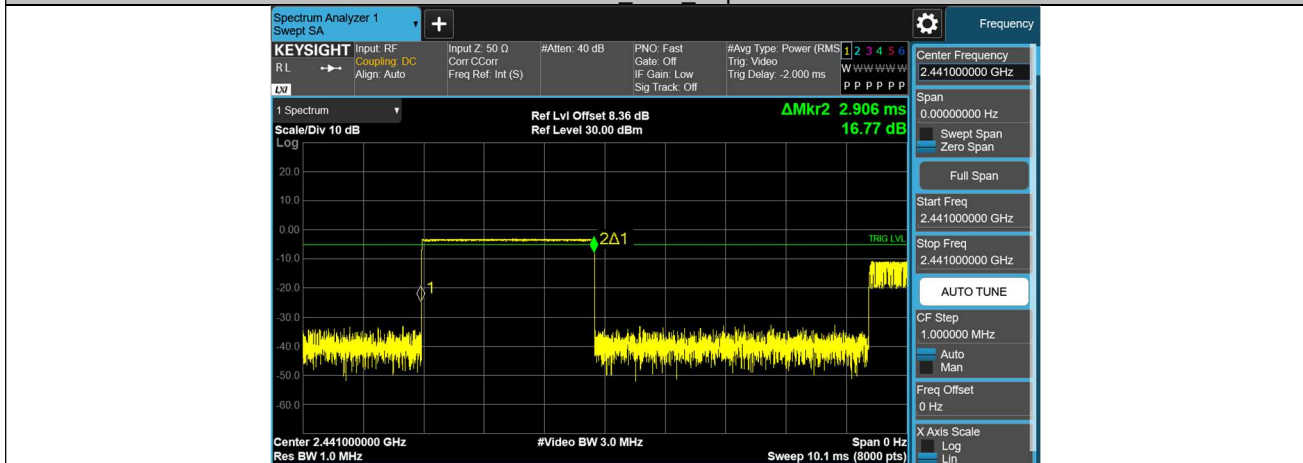 Spectrum Analyzer 1
Swept SA
Frequency
KEYSIGHT
RL
LXI
Input: RF
Coupling: DC
Align: Auto
Input Z: 50 Ω
Corr CCorr
Freq Ref: Int (S)
#Atten: 40 dB
PNO: Fast
Gate: Off
IF Gain: Low
Sig Track: Off
#Avg Type: Power (RMS
Trig: Video
Trig Delay: -2.000 ms
1 2 3 4 5 6
W W W W W W
P P P P P P
1 Spectrum
Scale/Div 10 dB
Log
Ref Lvl Offset 8.36 dB
Ref Level 30.00 dBm
ΔMkr2 2.906 ms
16.77 dB
20.0
10.0
0.00
-10.0
-20.0
-30.0
-40.0
-50.0
-60.0
2Δ1
1
TRIG LVL
Center 2.441000000 GHz
Res BW 1.0 MHz
#Video BW 3.0 MHz
Span 0 Hz
Sweep 10.1 ms (8000 pts)
Center Frequency
2.441000000 GHz
Span
0.00000000 Hz
Swept Span
Zero Span
Full Span
Start Freq
2.441000000 GHz
Stop Freq
2.441000000 GHz
AUTO TUNE
CF Step
1.000000 MHz
Auto
Man
Freq Offset
0 Hz
X Axis Scale
Log
Lin